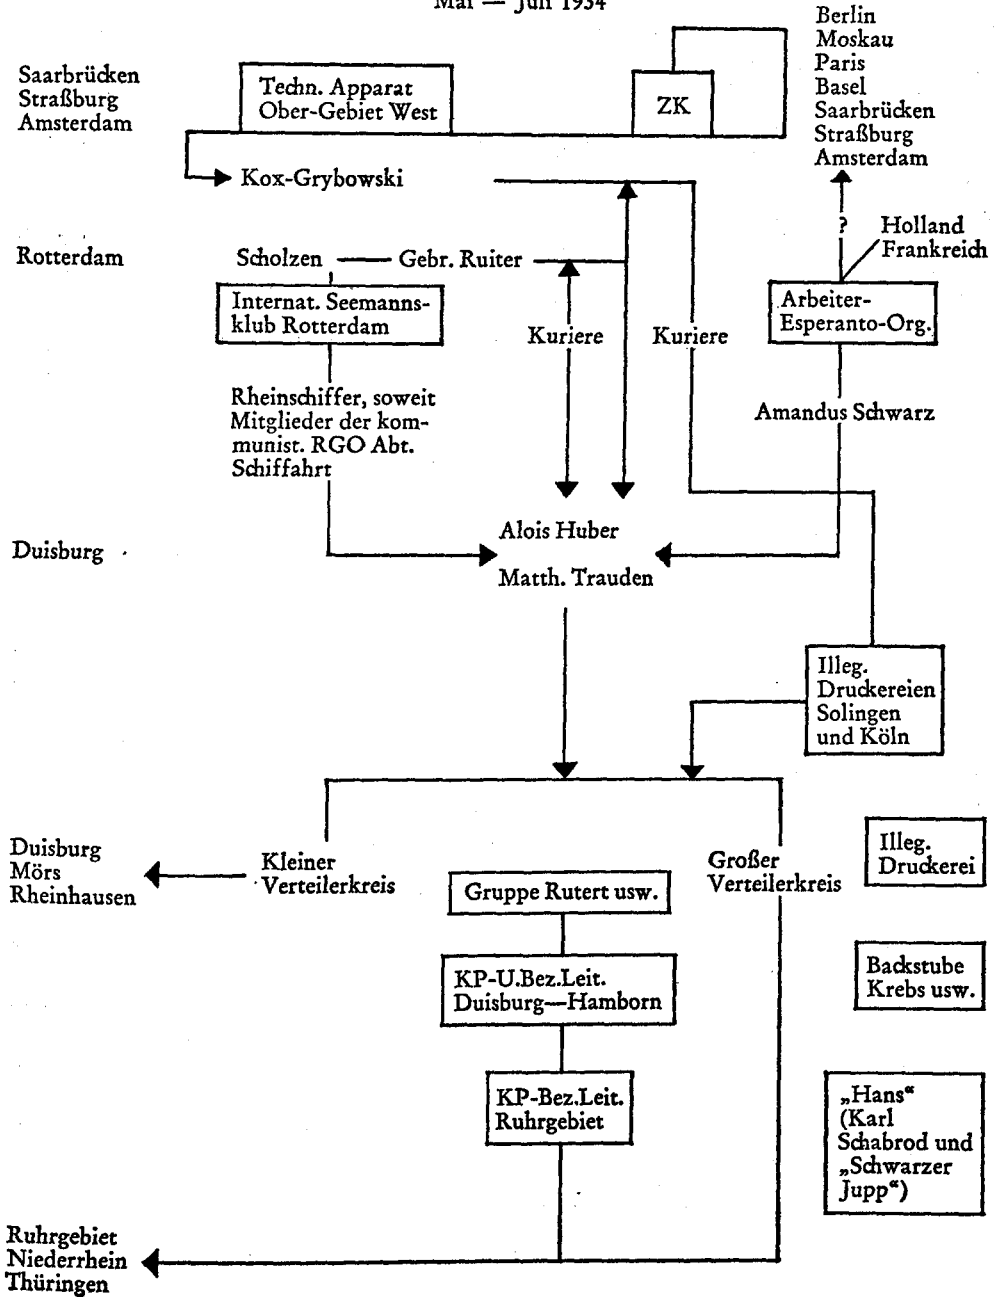 Mai — Juli 1934
Berlin
Moskau
Paris
Basel
Saarbrücken
Straßburg
Amsterdam
Saarbrücken
Straßburg
Amsterdam
Techn. Apparat
Ober-Gebiet West
ZK
Kox-Grybowski
?
Holland
Frankreich
Rotterdam
Scholzen — Gebr. Ruiter
Internat. Seemanns-
klub Rotterdam
Kuriere
Kuriere
Arbeiter-
Esperanto-Org.
Rheinschiffer, soweit
Mitglieder der kom-
munist. RGO Abt.
Schiffahrt
Amandus Schwarz
Duisburg
Alois Huber
Matth. Trauden
Illeg.
Druckereien
Solingen
und Köln
Duisburg
Mörs
Rheinhausen
Kleiner
Verteilerkreis
Gruppe Rutert usw.
Großer
Verteilerkreis
Illeg.
Druckerei
KP-U.Bez.Leit.
Duisburg—Hamborn
Backstube
Krebs usw.
KP-Bez.Leit.
Ruhrgebiet
„Hans“
(Karl
Schabrod und
„Schwarzer
Jupp“)
Ruhrgebiet
Niederrhein
Thüringen